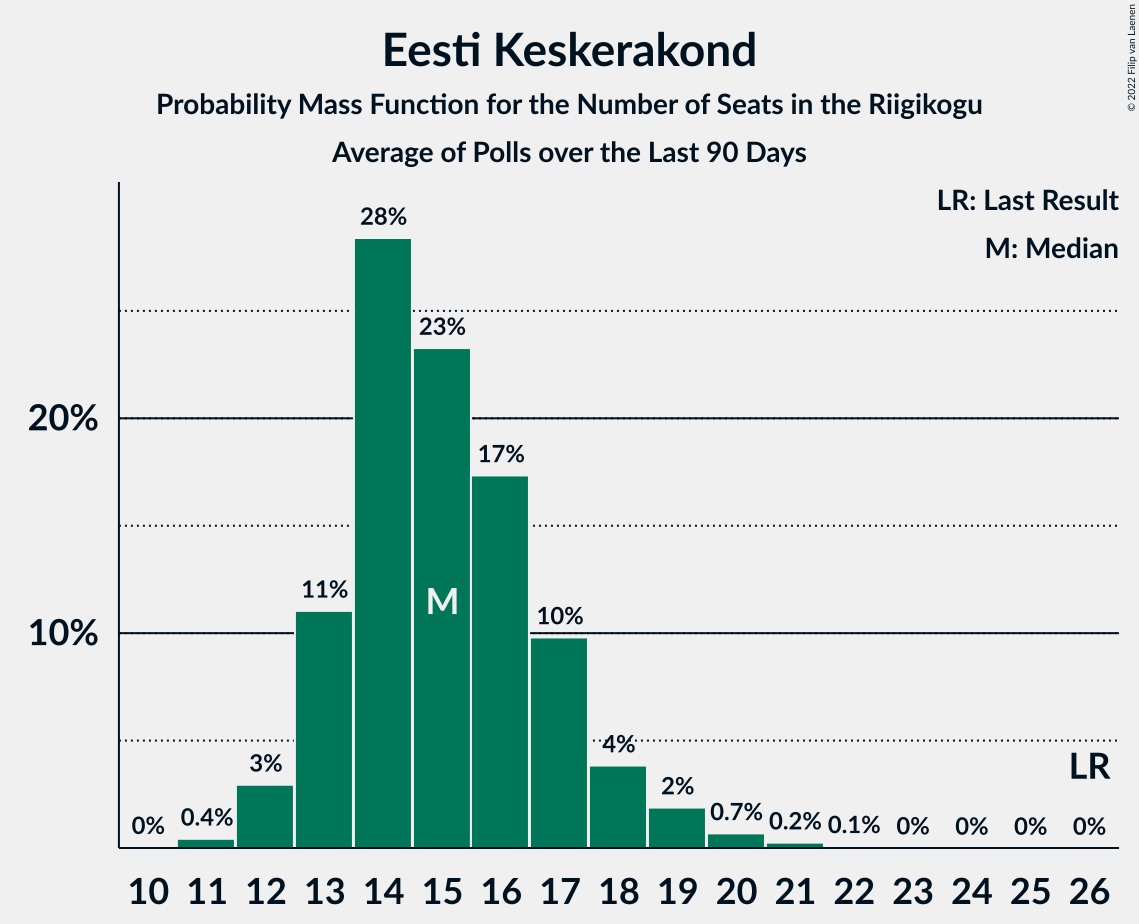 Eesti Keskerakond
Probability Mass Function for the Number of Seats in the Riigikogu
Average of Polls over the Last 90 Days
© 2022 Filip van Laenen
LR: Last Result
M: Median
28%
23%
20%
17%
11%
M
10%
10%
4%
3%
LR
2%
0% 0.4% 0.7% 0.2% 0.1% 0% 0% 0% 0%
10 11 12 13 14 15 16 17 18 19 20 21 22 23 24 25 26